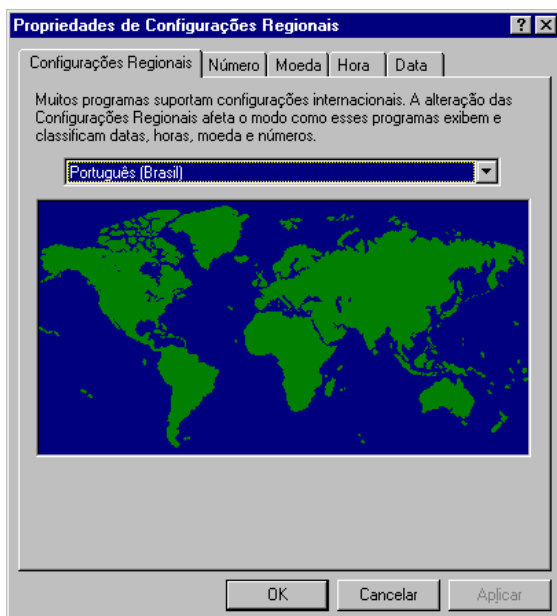 Propriedades de Configurações Regionais
Configurações Regionais Número Moeda Hora Data
Muitos programas suportam configurações internacionais. A alteração das
Configurações Regionais afeta o modo como esses programas exibem e
classificam datas, horas, moeda e números.
Português (Brasil)
OK Cancelar Aplicar